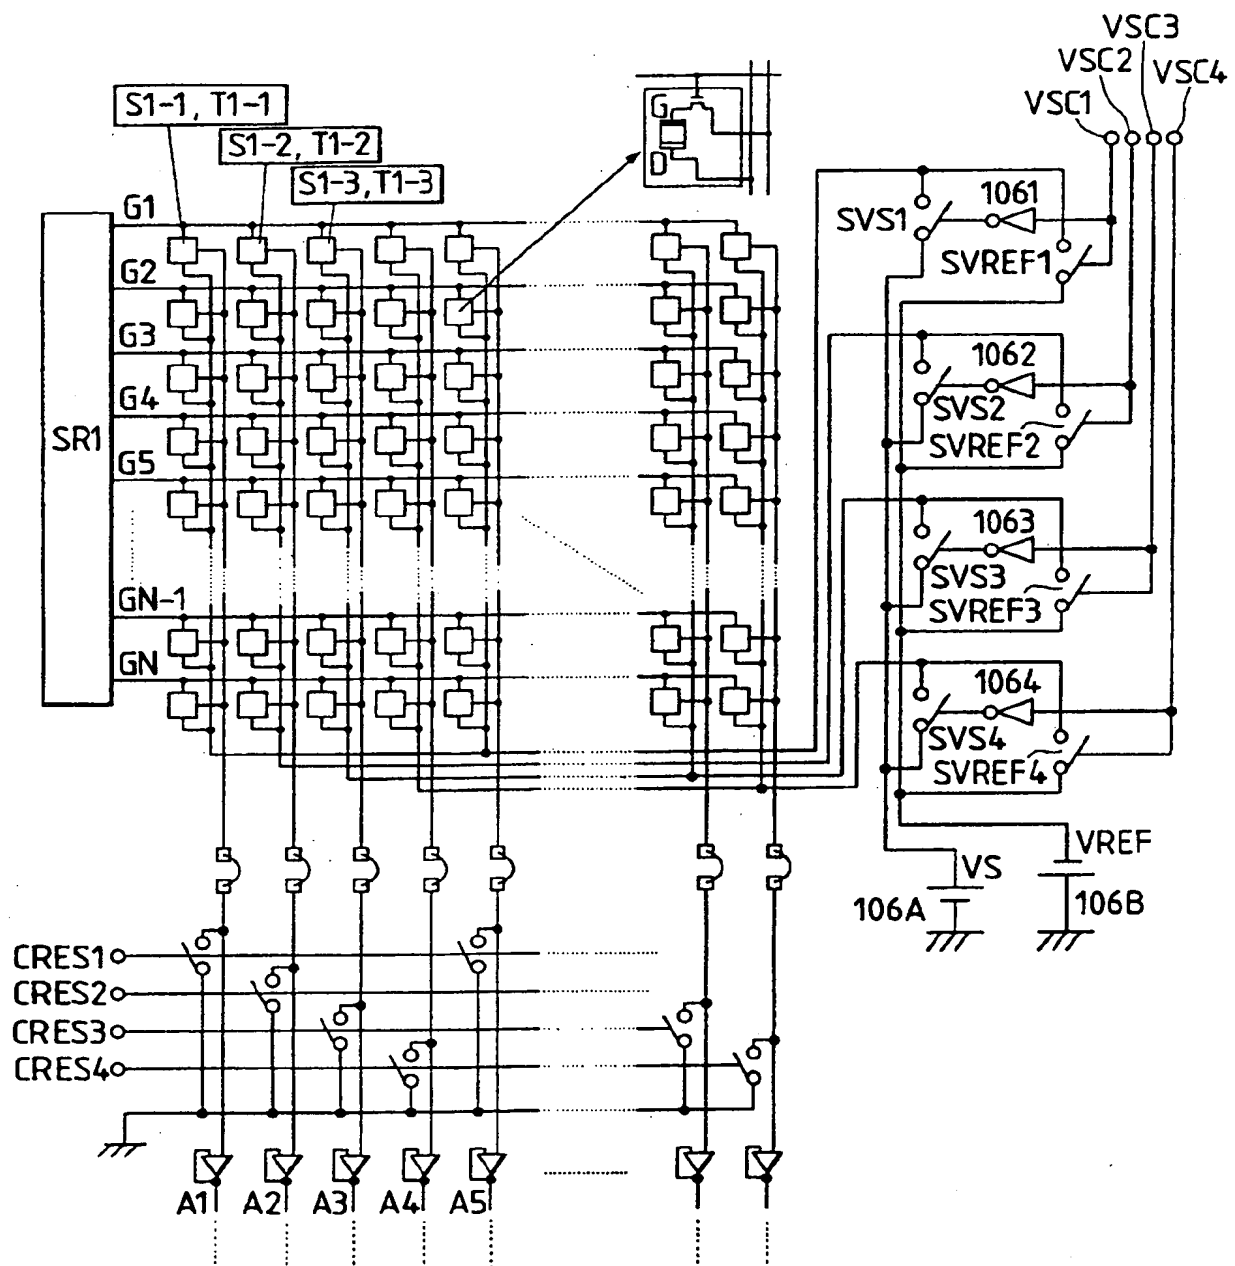 VSC3
VSC2
VSC4
VSC1
S1-1, T1-1
S1-2, T1-2
S1-3, T1-3
G
D
SR1
G1
G2
G3
G4
G5
GN-1
GN
SVS1
1061
SVREF1
1062
SVS2
SVREF2
1063
SVS3
SVREF3
1064
SVS4
SVREF4
VS
VREF
106A
106B
CRES1
CRES2
CRES3
CRES4
A1 A2 A3 A4 A5